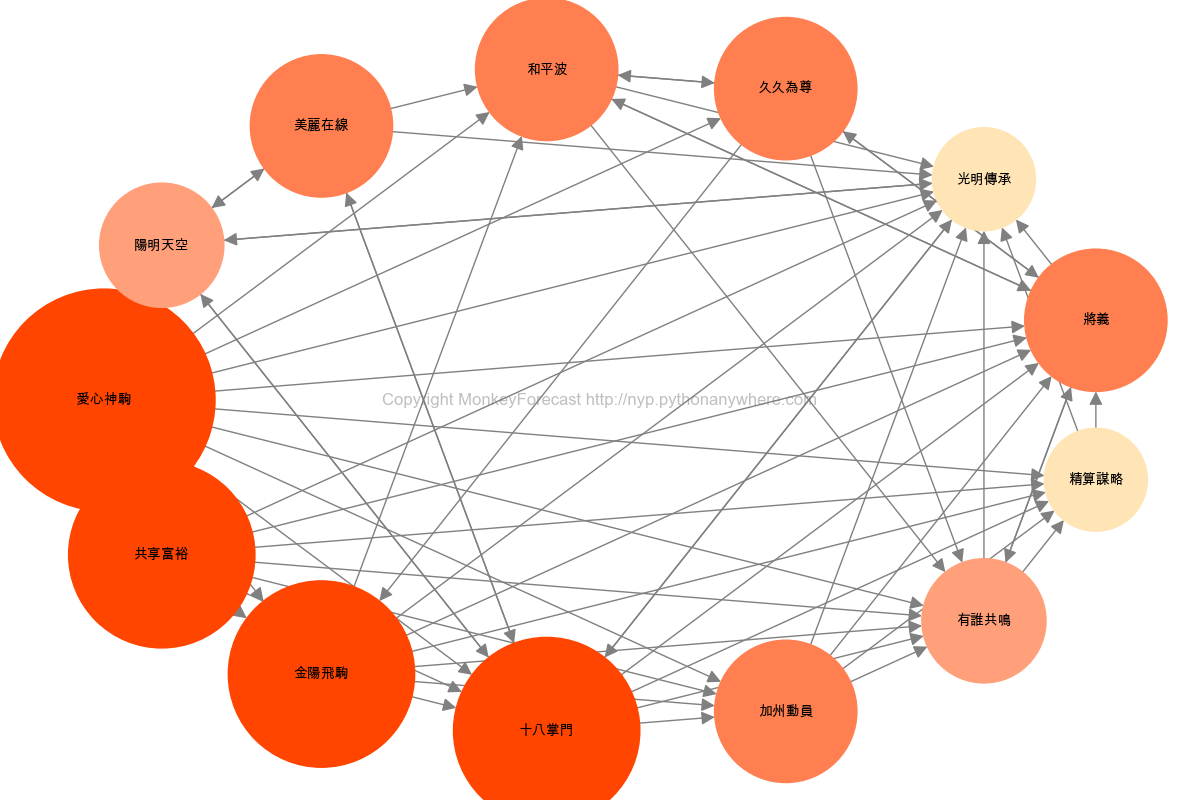 和平波
久久為尊
美麗在線
光明傳承
陽明天空
將義
愛心神駒
Copyright MonkeyForecast http://nyp.pythonanywhere.com
精算謀略
共享富裕
有誰共鳴
金陽飛駒
加州動員
十八掌門